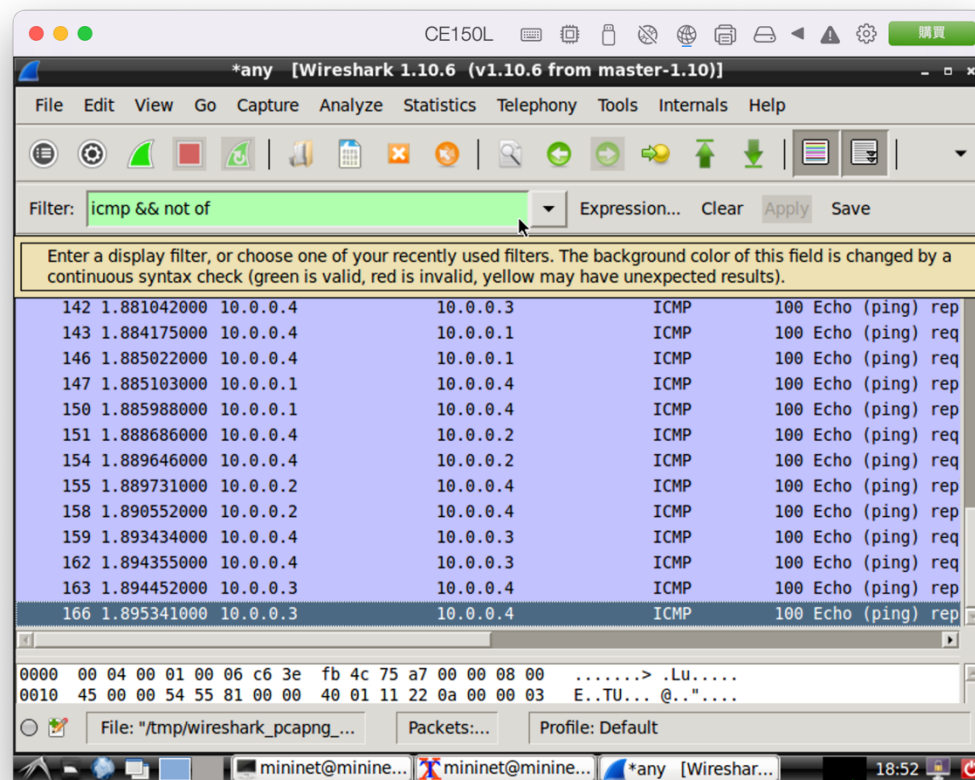 CE150L 購買
*any [Wireshark 1.10.6 (v1.10.6 from master-1.10)]
File Edit View Go Capture Analyze Statistics Telephony Tools Internals Help
Filter: icmp && not of Expression... Clear Apply Save
Enter a display filter, or choose one of your recently used filters. The background color of this field is changed by a
continuous syntax check (green is valid, red is invalid, yellow may have unexpected results).
142 1.881042000 10.0.0.4 10.0.0.3 ICMP 100 Echo (ping) rep
143 1.884175000 10.0.0.4 10.0.0.1 ICMP 100 Echo (ping) req
146 1.885022000 10.0.0.4 10.0.0.1 ICMP 100 Echo (ping) req
147 1.885103000 10.0.0.1 10.0.0.4 ICMP 100 Echo (ping) rep
150 1.885988000 10.0.0.1 10.0.0.4 ICMP 100 Echo (ping) rep
151 1.888686000 10.0.0.4 10.0.0.2 ICMP 100 Echo (ping) req
154 1.889646000 10.0.0.4 10.0.0.2 ICMP 100 Echo (ping) req
155 1.889731000 10.0.0.2 10.0.0.4 ICMP 100 Echo (ping) rep
158 1.890552000 10.0.0.2 10.0.0.4 ICMP 100 Echo (ping) rep
159 1.893434000 10.0.0.4 10.0.0.3 ICMP 100 Echo (ping) req
162 1.894355000 10.0.0.4 10.0.0.3 ICMP 100 Echo (ping) req
163 1.894452000 10.0.0.3 10.0.0.4 ICMP 100 Echo (ping) rep
166 1.895341000 10.0.0.3 10.0.0.4 ICMP 100 Echo (ping) rep
0000 00 04 00 01 00 06 c6 3e fb 4c 75 a7 00 00 08 00 .......> .Lu.....
0010 45 00 00 54 55 81 00 00 40 01 11 22 0a 00 00 03 E..TU... @.."....
File: "/tmp/wireshark_pcapng_... Packets:... Profile: Default
mininet@minine... mininet@minine... *any [Wireshar... 18:52